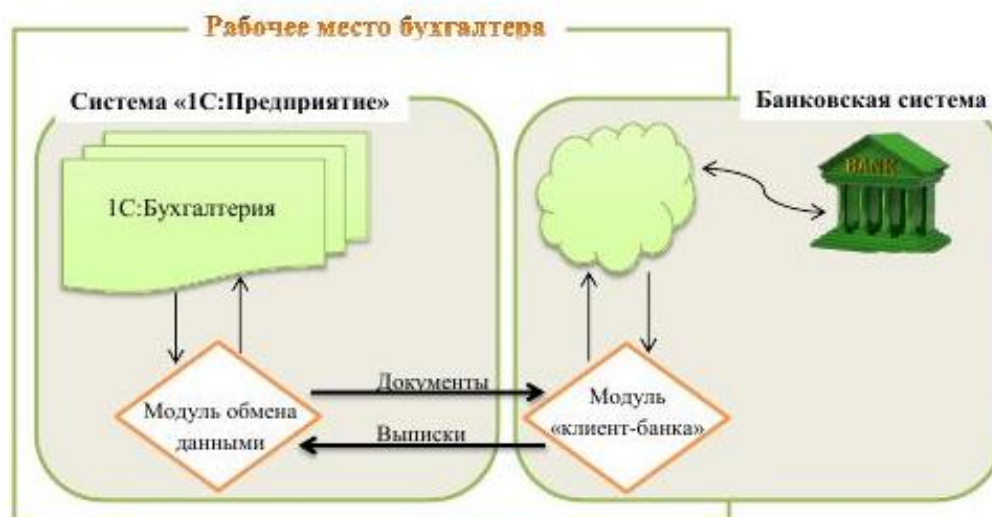 Рабочее место бухгалтера
Система «1С:Предприятие»
Банковская система
BANK
1С:Бухгалтерия
Документы
Модуль обмена
данными
Модуль
«клиент-банка»
Выписки